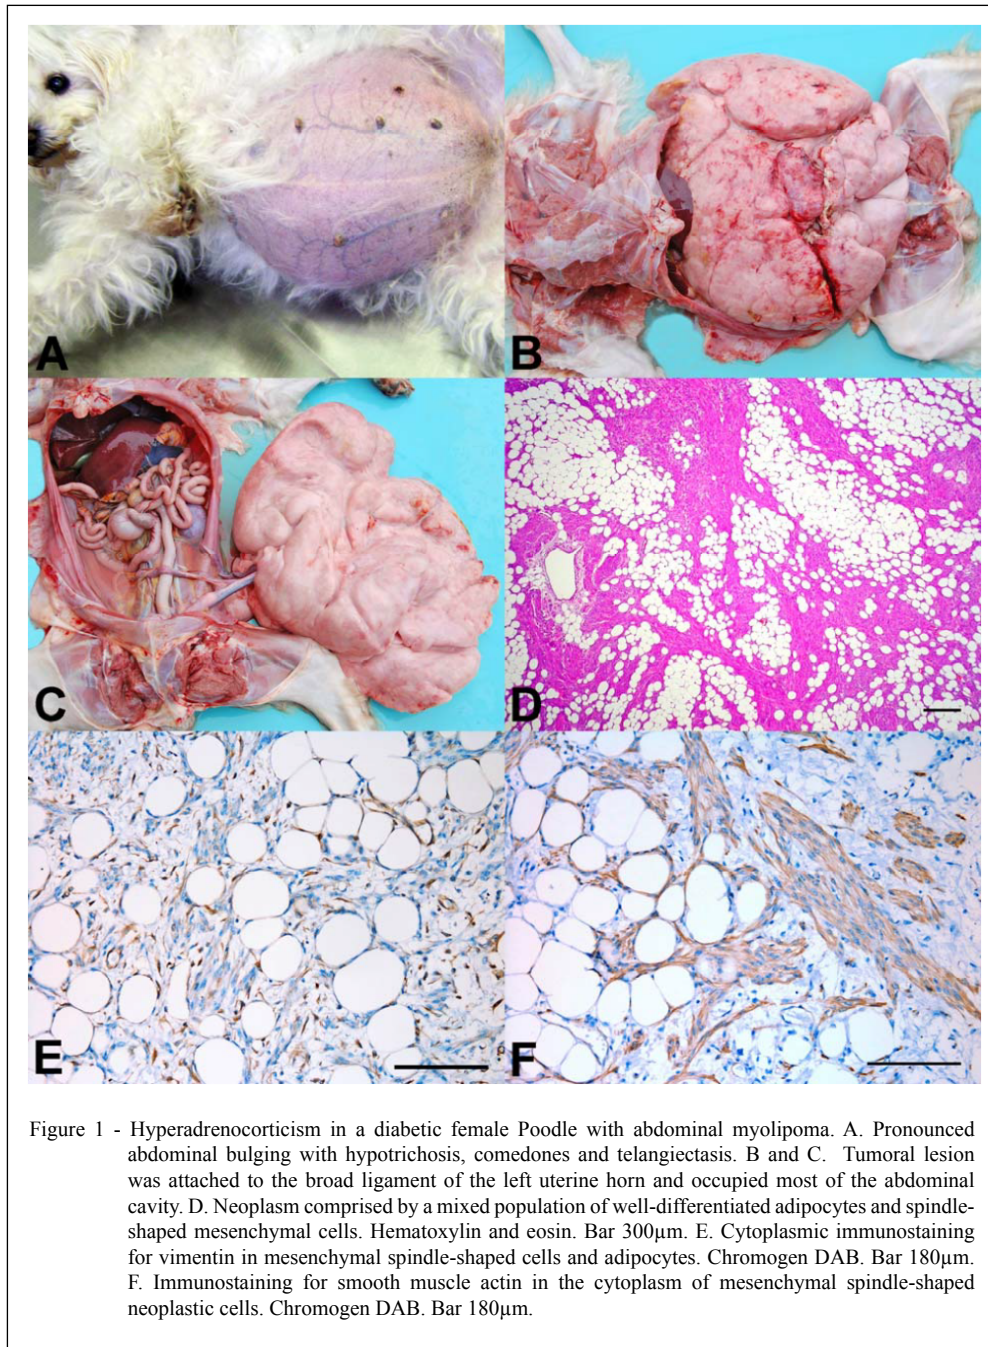 A
B
C
D
E
F
Figure 1 - Hyperadrenocorticism in a diabetic female Poodle with abdominal myolipoma. A. Pronounced
abdominal bulging with hypotrichosis, comedones and telangiectasis. B and C. Tumoral lesion
was attached to the broad ligament of the left uterine horn and occupied most of the abdominal
cavity. D. Neoplasm comprised by a mixed population of well-differentiated adipocytes and spindle-
shaped mesenchymal cells. Hematoxylin and eosin. Bar 300µm. E. Cytoplasmic immunostaining
for vimentin in mesenchymal spindle-shaped cells and adipocytes. Chromogen DAB. Bar 180µm.
F. Immunostaining for smooth muscle actin in the cytoplasm of mesenchymal spindle-shaped
neoplastic cells. Chromogen DAB. Bar 180µm.